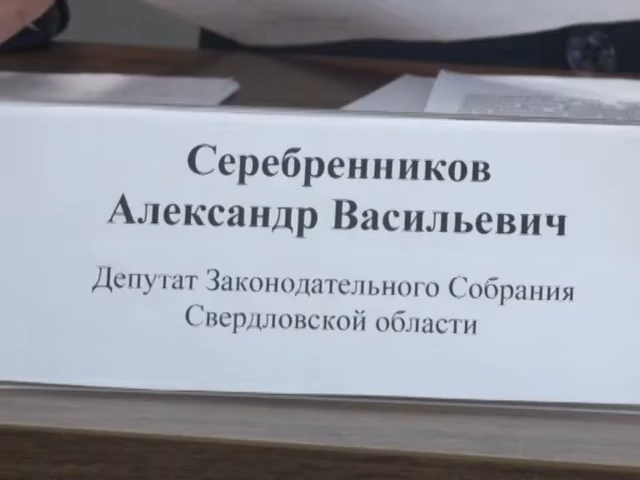 Серебренников
Александр Васильевич
Депутат Законодательного Собрания
Свердловской области